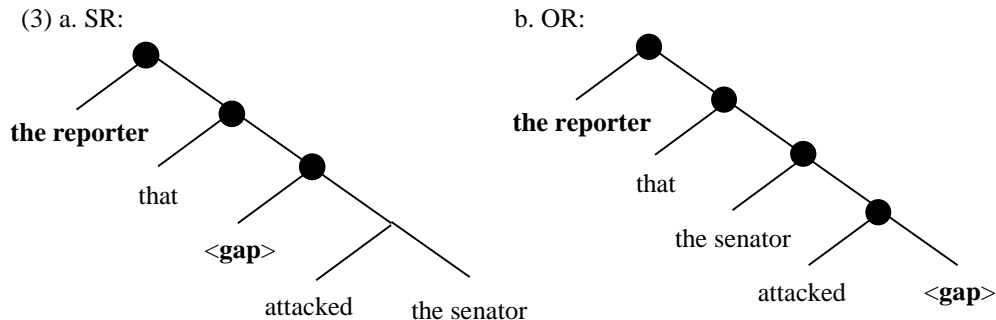 (3) a. SR:
b. OR:
the reporter
the reporter
that
that
<gap>
the senator
attacked
the senator
attacked
<gap>